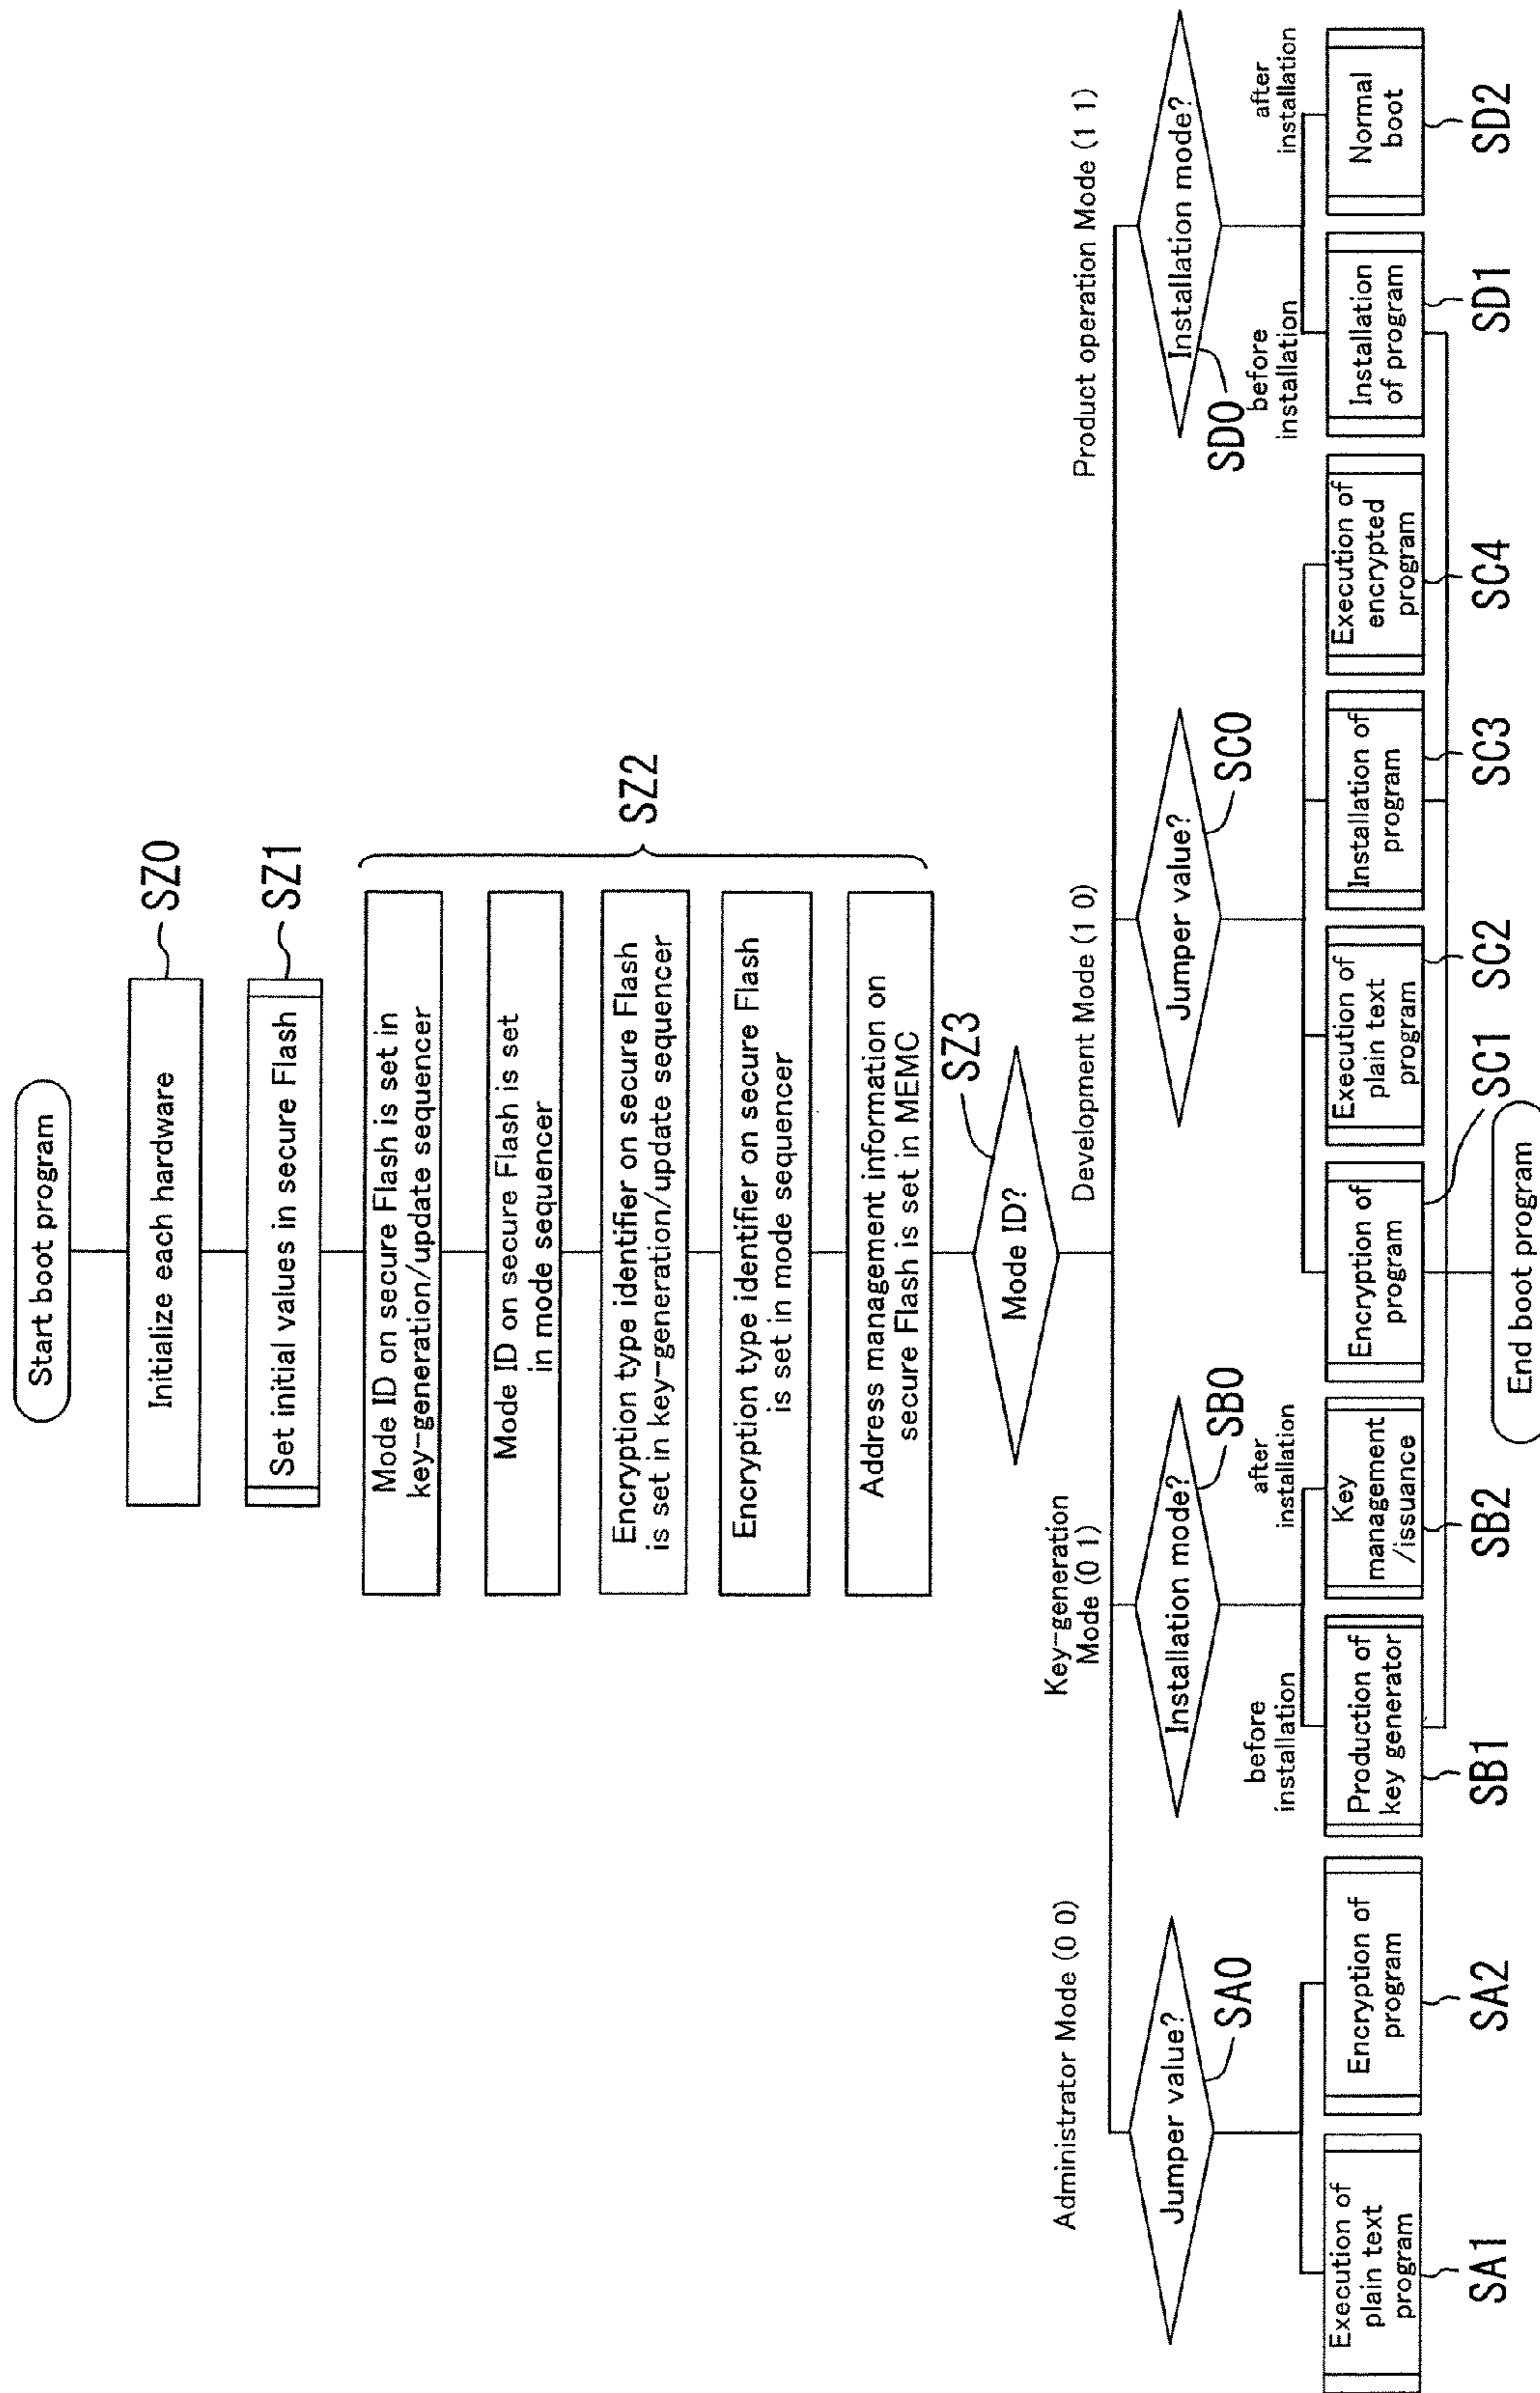 Start boot program
Initialize each hardware
SZ0
Set initial values in secure Flash
SZ1
Mode ID on secure Flash is set in
key-generation/update sequencer
Mode ID on secure Flash is set
in mode sequencer
Encryption type identifier on secure Flash
is set in key-generation/update sequencer
Encryption type identifier on secure Flash
is set in mode sequencer
Address management information on
secure Flash is set in MEMC
SZ2
Mode ID?
SZ3
Administrator Mode (0 0)
Key-generation
Mode (0 1)
Development Mode (1 0)
Product operation Mode (1 1)
Jumper value?
SA0
Installation mode?
SB0
Jumper value?
SC0
Installation mode?
SD0
before
installation
after
installation
before
installation
after
installation
Execution of
plain text
program
SA1
Encryption of
program
SA2
Production of
key generator
SB1
Key
management
/issuance
SB2
Encryption of
program
SC1
Execution of
plain text
program
SC2
Installation of
program
SC3
Execution of
encrypted
program
SC4
Installation
of program
SD1
Normal
boot
SD2
End boot program